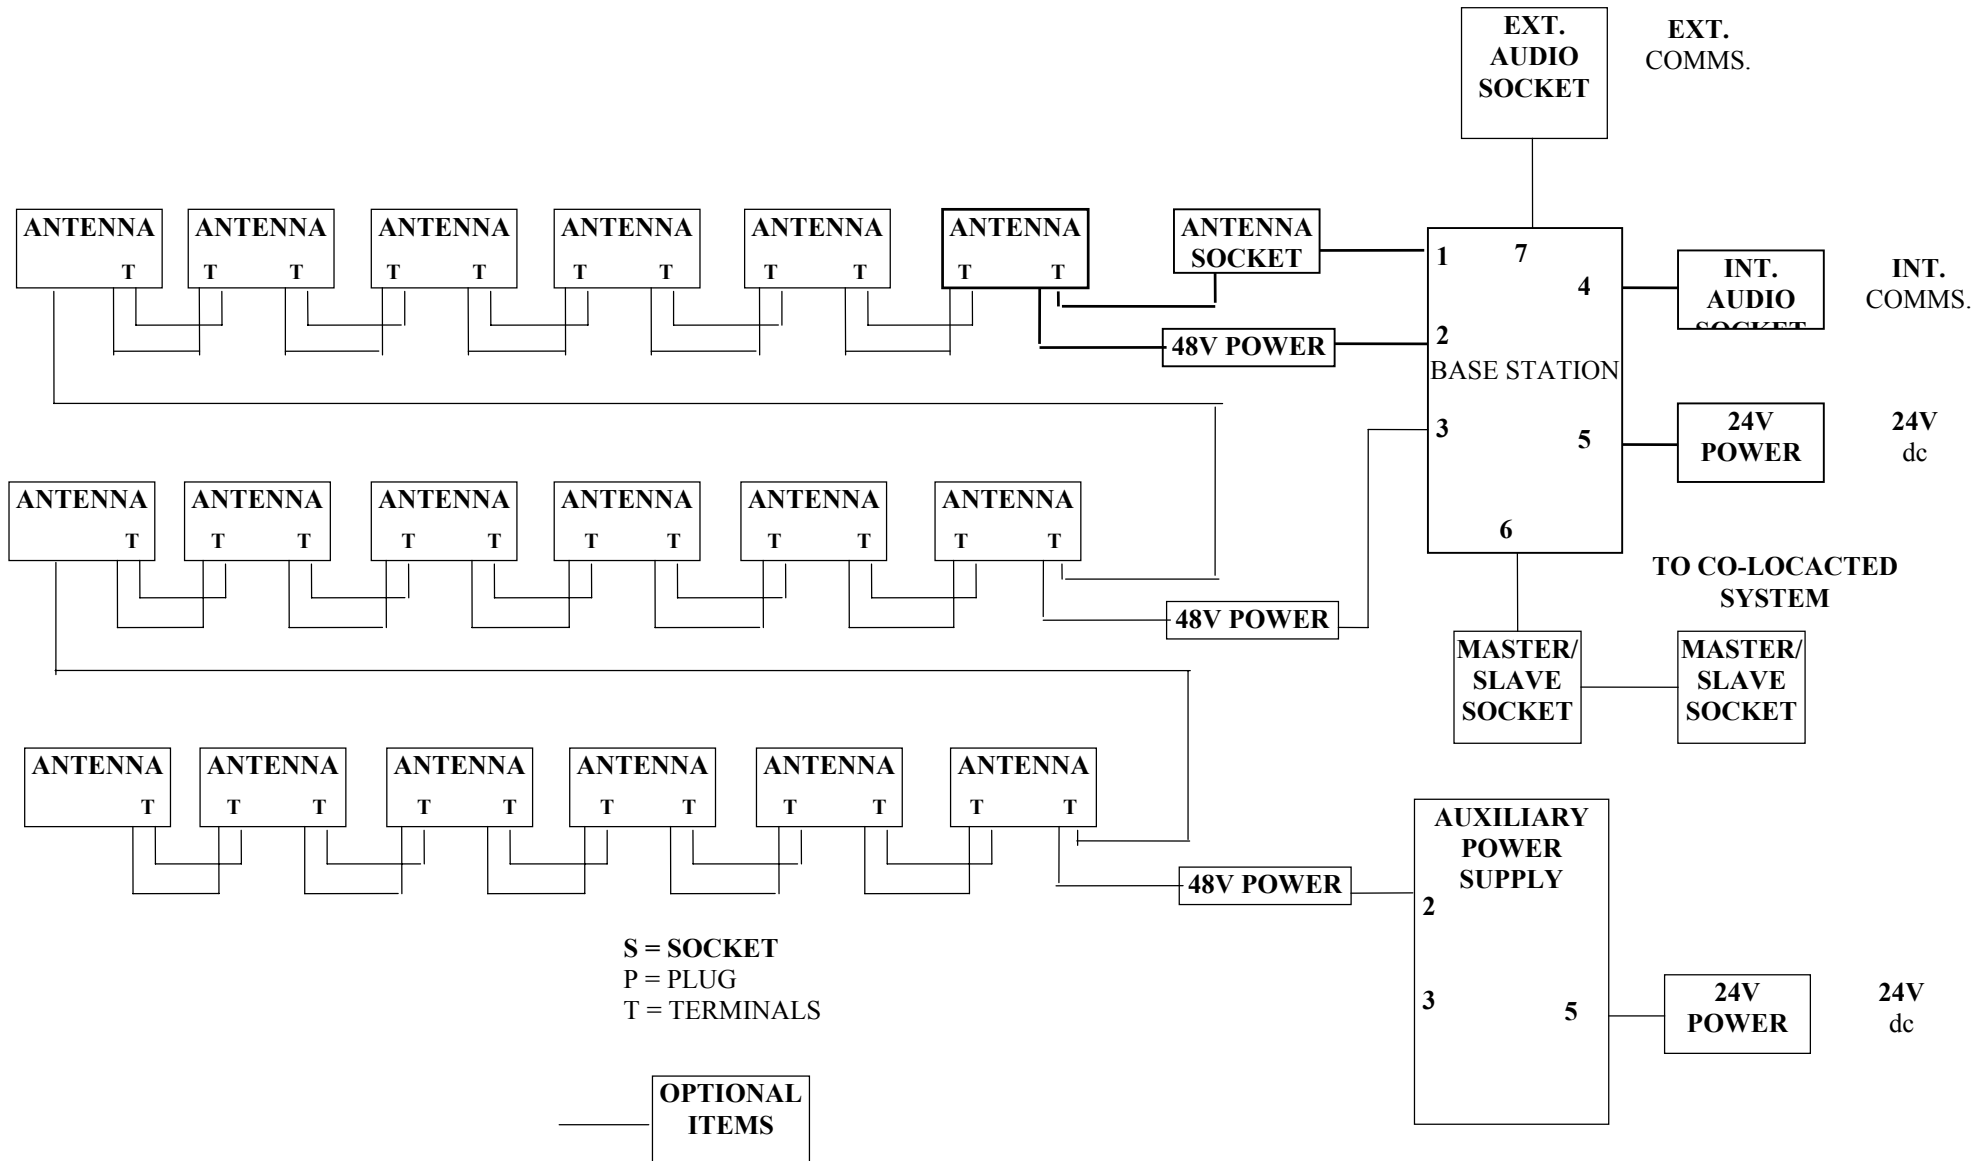 EXT.
AUDIO
SOCKET
EXT.
COMMS.
ANTENNA
T
ANTENNA
T T
ANTENNA
T T
ANTENNA
T T
ANTENNA
T T
ANTENNA
T T
ANTENNA
SOCKET
48V POWER
1
7
4
2
BASE STATION
3
5
6
INT.
AUDIO
SOCKET
INT.
COMMS.
24V
POWER
24V
dc
ANTENNA
T
ANTENNA
T T
ANTENNA
T T
ANTENNA
T T
ANTENNA
T T
ANTENNA
T T
48V POWER
TO CO-LOCACTED
SYSTEM
MASTER/
SLAVE
SOCKET
MASTER/
SLAVE
SOCKET
ANTENNA
T
ANTENNA
T T
ANTENNA
T T
ANTENNA
T T
ANTENNA
T T
ANTENNA
T T
48V POWER
AUXILIARY
POWER
SUPPLY
2
3
5
24V
POWER
24V
dc
S = SOCKET
P = PLUG
T = TERMINALS
OPTIONAL
ITEMS